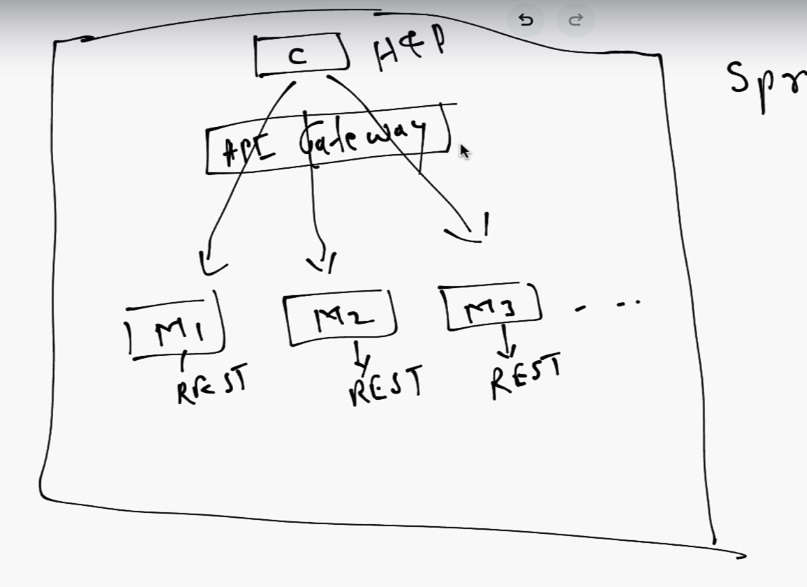 C
API Gateway
M1 M2 M3 - ..
REST REST REST